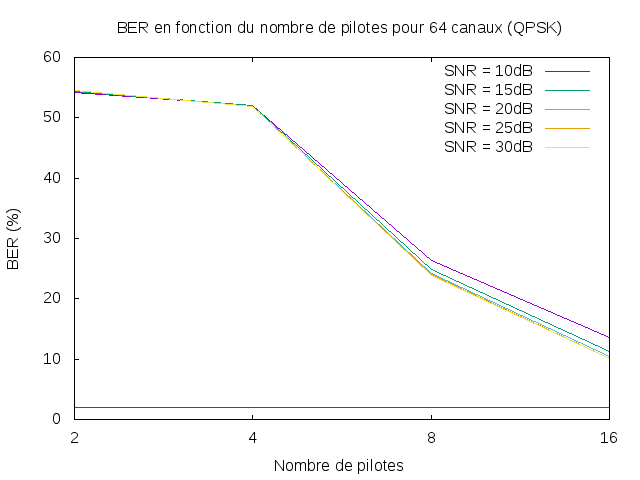 BER en fonction du nombre de pilotes pour 64 canaux (QPSK)
60
50
40
30
20
10
0
BER (%)
SNR = 10dB
SNR = 15dB
SNR = 20dB
SNR = 25dB
SNR = 30dB
2 4 8 16
Nombre de pilotes